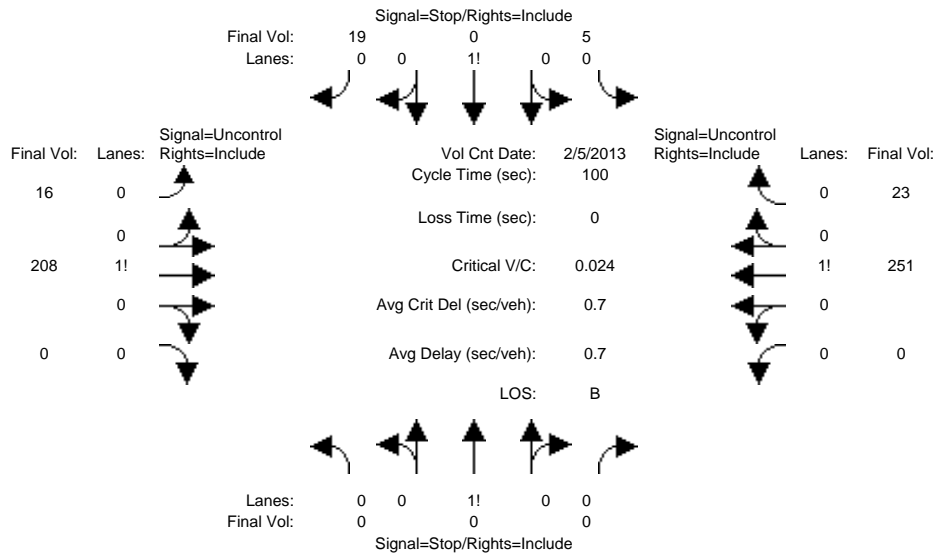 Signal=Stop/Rights=Include
Final Vol: 19 0 5
Lanes: 0 0 1! 0 0
Signal=Uncontrol Signal=Uncontrol
Final Vol: Lanes: Rights=Include Vol Cnt Date: 2/5/2013 Rights=Include Lanes: Final Vol:
Cycle Time (sec): 100
16 0 0 23
Loss Time (sec): 0
0 0
208 1! Critical V/C: 0.024 1! 251
0 Avg Crit Del (sec/veh): 0.7 0
0 0 Avg Delay (sec/veh): 0.7 0 0
LOS: B
Lanes: 0 0 1! 0 0
Final Vol: 0 0 0
Signal=Stop/Rights=Include